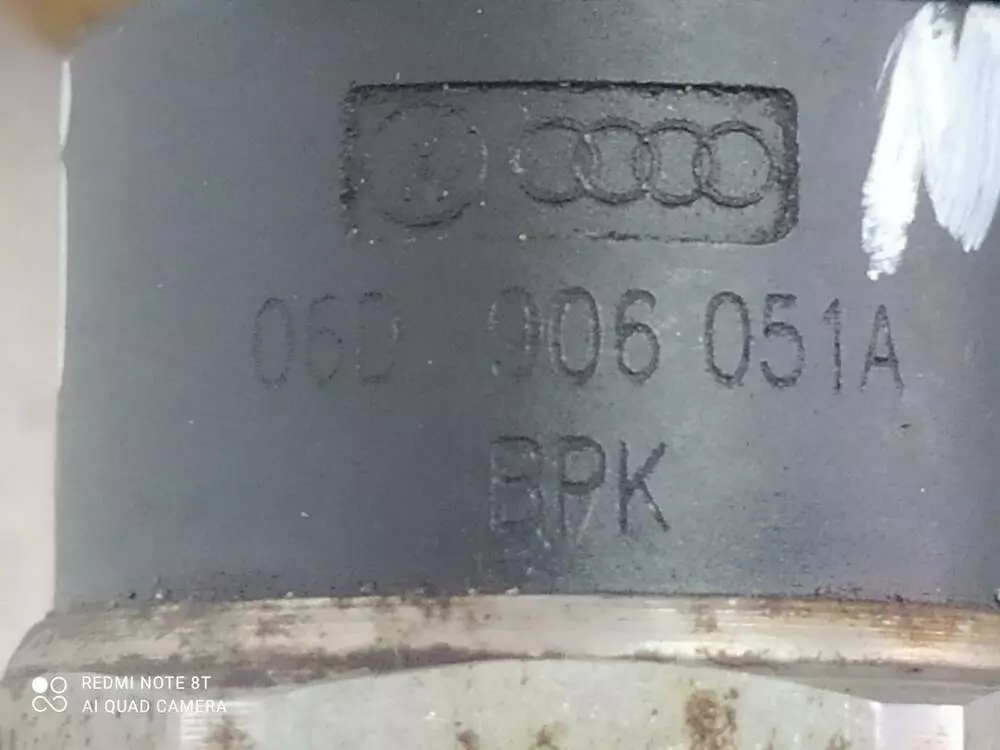 06D 906 051A
BPK
REDMI NOTE 8T
AI QUAD CAMERA